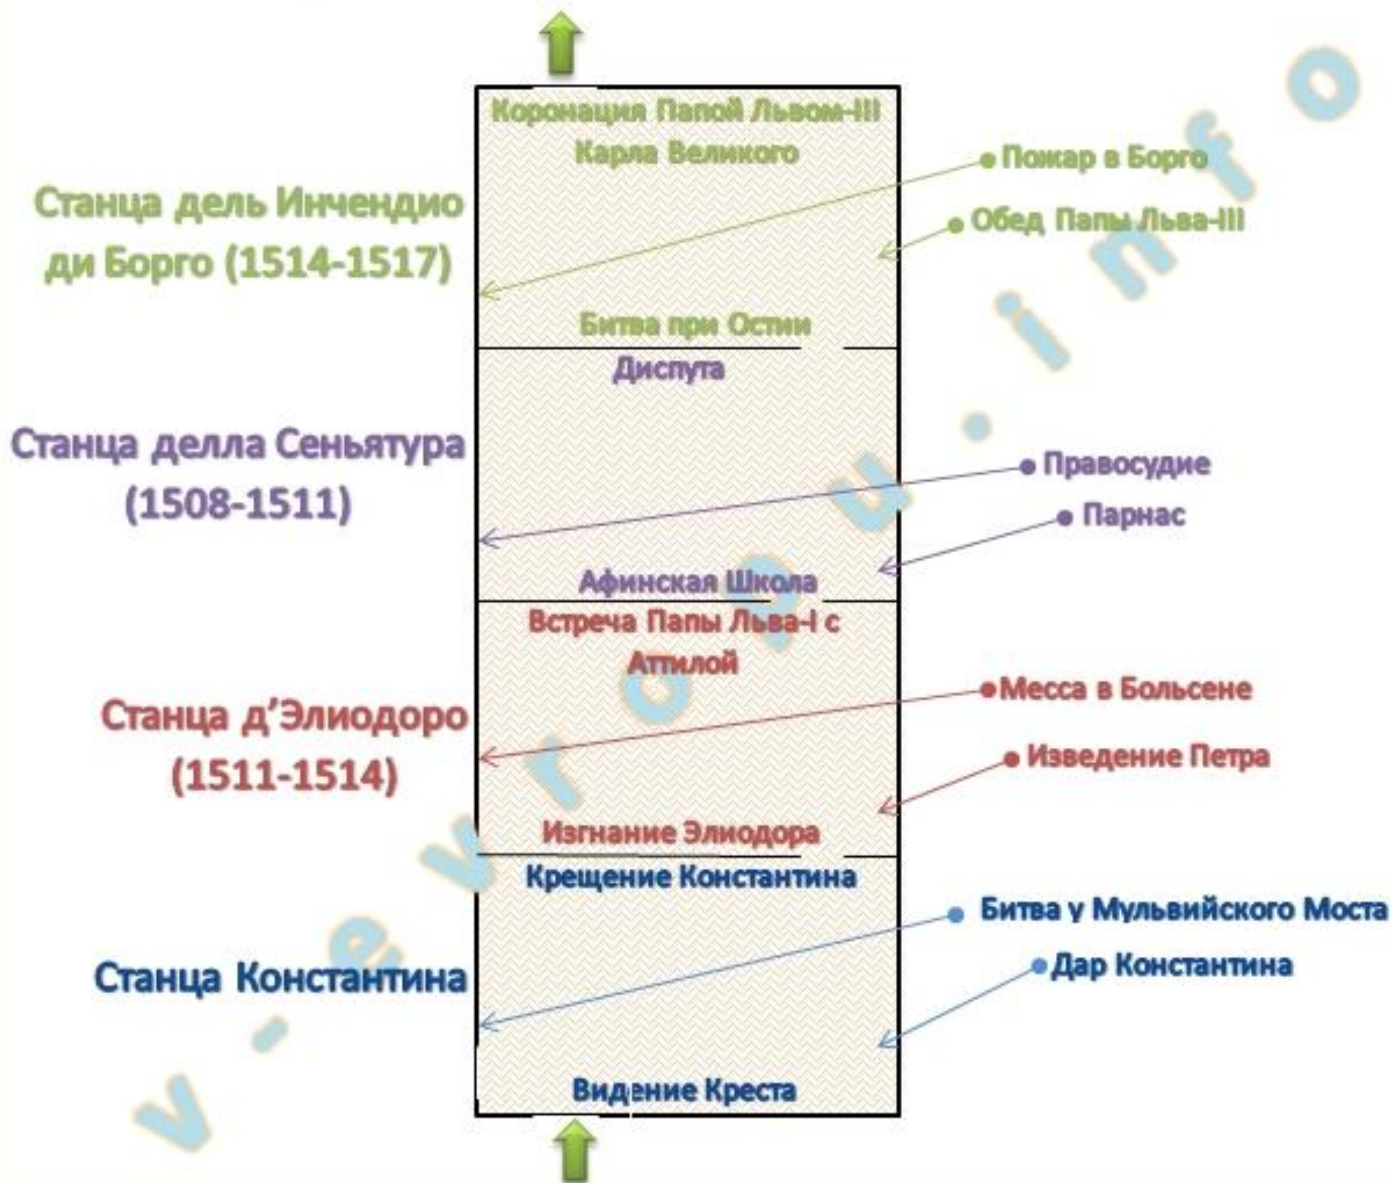 Коронация Папой Львом-III
Карла Великого
Пожар в Борго
Станца дель Инчендио
ди Борго (1514-1517)
Обед Папы Льва-III
Битва при Остии
Диспута
Станца делла Сеньятура
(1508-1511)
Правосудие
Парнас
Афинская Школа
Встреча Папы Льва-I с
Аттилой
Станца д’Элиодоро
(1511-1514)
Месса в Больсене
Изведение Петра
Изгнание Элиодора
Крещение Константина
Битва у Мульвийского Моста
Станца Константина
Дар Константина
Видение Креста
v-evropu.info